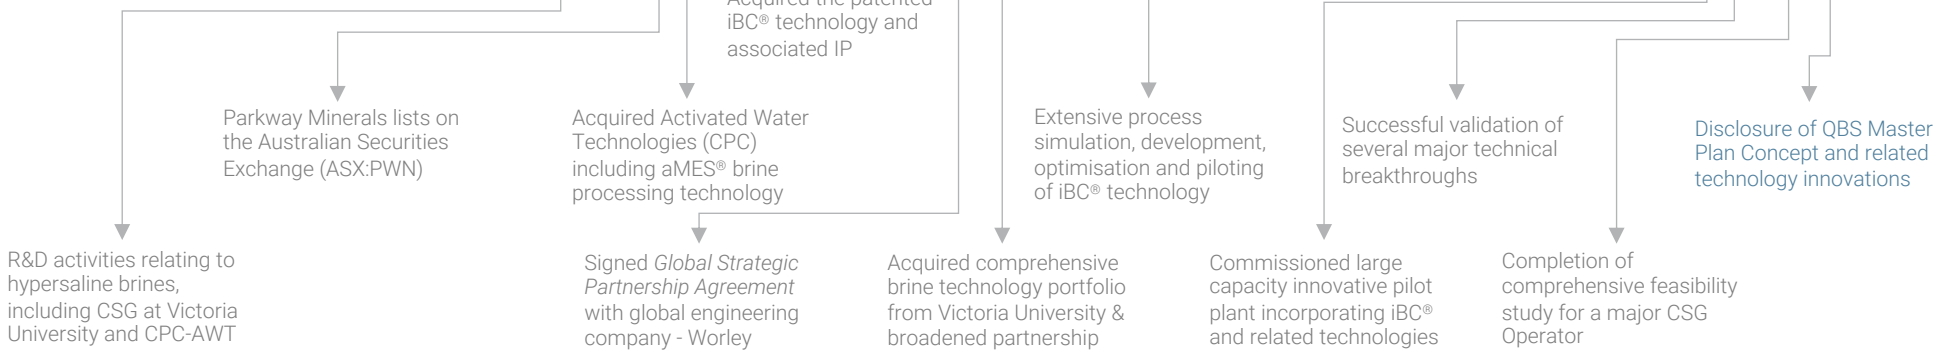 Acquired the patented
iBC® technology and
associated IP
Parkway Minerals lists on
the Australian Securities
Exchange (ASX:PWN)
Acquired Activated Water
Technologies (CPC)
including aMES® brine
processing technology
Extensive process
simulation, development,
optimisation and piloting
of iBC® technology
Successful validation of
several major technical
breakthroughs
Disclosure of QBS Master
Plan Concept and related
technology innovations
R&D activities relating to
hypersaline brines,
including CSG at Victoria
University and CPC-AWT
Signed Global Strategic
Partnership Agreement
with global engineering
company - Worley
Acquired comprehensive
brine technology portfolio
from Victoria University &
broadened partnership
Commissioned large
capacity innovative pilot
plant incorporating iBC®
and related technologies
Completion of
comprehensive feasibility
study for a major CSG
Operator